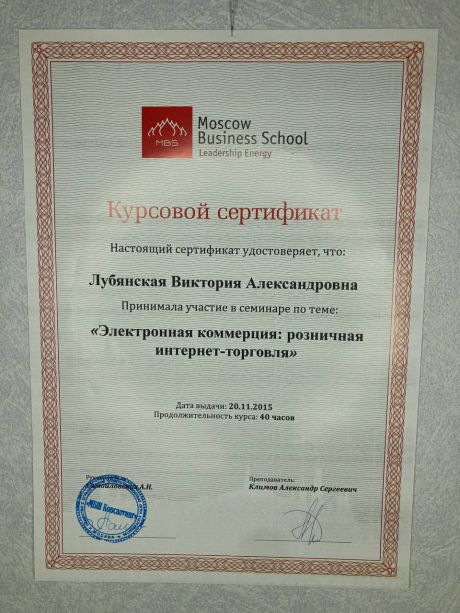 MBS
Moscow
Business School
Leadership Energy
Курсовой сертификат
Настоящий сертификат удостоверяет, что:
Лубянская Виктория Александровна
Принимала участие в семинаре по теме:
«Электронная коммерция: розничная
интернет-торговля»
Дата выдачи: 20.11.2015
Продолжительность курса: 40 часов
А.Н.
Преподаватель:
Климов Александр Сергеевич
МБШ Консалтинг